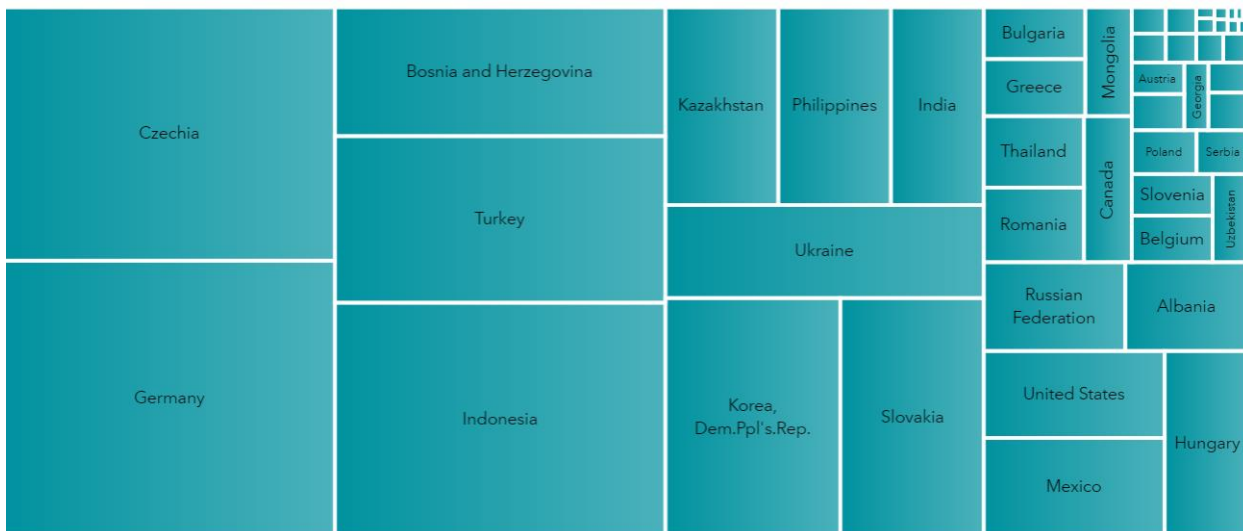 Czechia
Germany
Bosnia and Herzegovina
Turkey
Indonesia
Kazakhstan
Philippines
India
Ukraine
Korea,
Dem.Ppl's.Rep.
Slovakia
Bulgaria
Greece
Mongolia
Thailand
Romania
Canada
Austria
Georgia
Poland
Serbia
Slovenia
Belgium
Uzbekistan
Russian
Federation
Albania
United States
Mexico
Hungary